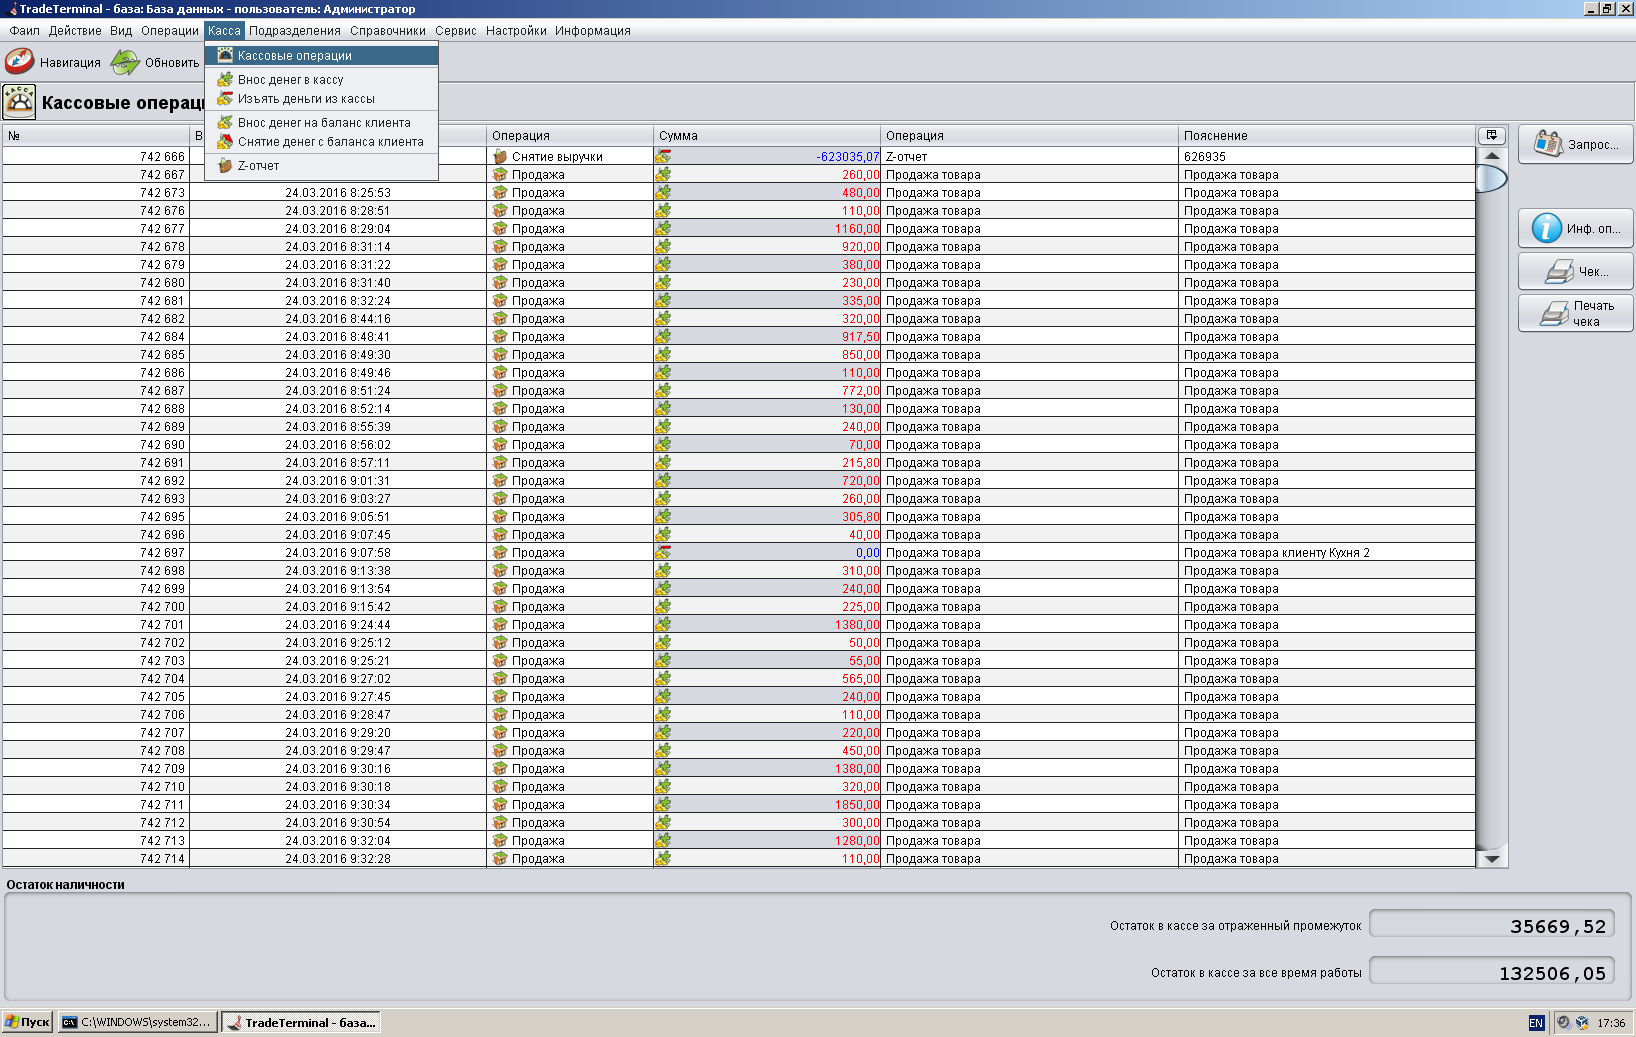 TradeTerminal - база: База данных - пользователь: Администратор
Фаил Действие Вид Операции Касса Подразделения Справочники Сервис Настройки Информация
Навигация Обновить
Кассовые операции
Внос денег в кассу
Изъять деньги из кассы
Внос денег на баланс клиента
Снятие денег с баланса клиента
Z-отчет
КАССА
Кассовые операц
№ В Операция Сумма Операция Пояснение
742 666 Снятие выручки -623035,07 Z-отчет 626935
742 667 Продажа 260,00 Продажа товара Продажа товара
742 673 24.03.2016 8:25:53 Продажа 480,00 Продажа товара Продажа товара
742 676 24.03.2016 8:28:51 Продажа 110,00 Продажа товара Продажа товара
742 677 24.03.2016 8:29:04 Продажа 1160,00 Продажа товара Продажа товара
742 678 24.03.2016 8:31:14 Продажа 920,00 Продажа товара Продажа товара
742 679 24.03.2016 8:31:22 Продажа 380,00 Продажа товара Продажа товара
742 680 24.03.2016 8:31:40 Продажа 230,00 Продажа товара Продажа товара
742 681 24.03.2016 8:32:24 Продажа 335,00 Продажа товара Продажа товара
742 682 24.03.2016 8:44:16 Продажа 320,00 Продажа товара Продажа товара
742 684 24.03.2016 8:48:41 Продажа 917,50 Продажа товара Продажа товара
742 685 24.03.2016 8:49:30 Продажа 850,00 Продажа товара Продажа товара
742 686 24.03.2016 8:49:46 Продажа 110,00 Продажа товара Продажа товара
742 687 24.03.2016 8:51:24 Продажа 772,00 Продажа товара Продажа товара
742 688 24.03.2016 8:52:14 Продажа 130,00 Продажа товара Продажа товара
742 689 24.03.2016 8:55:39 Продажа 240,00 Продажа товара Продажа товара
742 690 24.03.2016 8:56:02 Продажа 70,00 Продажа товара Продажа товара
742 691 24.03.2016 8:57:11 Продажа 215,80 Продажа товара Продажа товара
742 692 24.03.2016 9:01:31 Продажа 720,00 Продажа товара Продажа товара
742 693 24.03.2016 9:03:27 Продажа 260,00 Продажа товара Продажа товара
742 695 24.03.2016 9:05:51 Продажа 305,80 Продажа товара Продажа товара
742 696 24.03.2016 9:07:45 Продажа 40,00 Продажа товара Продажа товара
742 697 24.03.2016 9:07:58 Продажа 0,00 Продажа товара Продажа товара клиенту Кухня 2
742 698 24.03.2016 9:13:38 Продажа 310,00 Продажа товара Продажа товара
742 699 24.03.2016 9:13:54 Продажа 240,00 Продажа товара Продажа товара
742 700 24.03.2016 9:15:42 Продажа 225,00 Продажа товара Продажа товара
742 701 24.03.2016 9:24:44 Продажа 1380,00 Продажа товара Продажа товара
742 702 24.03.2016 9:25:12 Продажа 50,00 Продажа товара Продажа товара
742 703 24.03.2016 9:25:21 Продажа 55,00 Продажа товара Продажа товара
742 704 24.03.2016 9:27:02 Продажа 565,00 Продажа товара Продажа товара
742 705 24.03.2016 9:27:45 Продажа 240,00 Продажа товара Продажа товара
742 706 24.03.2016 9:28:47 Продажа 110,00 Продажа товара Продажа товара
742 707 24.03.2016 9:29:20 Продажа 220,00 Продажа товара Продажа товара
742 708 24.03.2016 9:29:47 Продажа 450,00 Продажа товара Продажа товара
742 709 24.03.2016 9:30:16 Продажа 1380,00 Продажа товара Продажа товара
742 710 24.03.2016 9:30:18 Продажа 320,00 Продажа товара Продажа товара
742 711 24.03.2016 9:30:34 Продажа 1850,00 Продажа товара Продажа товара
742 712 24.03.2016 9:30:54 Продажа 300,00 Продажа товара Продажа товара
742 713 24.03.2016 9:32:04 Продажа 1280,00 Продажа товара Продажа товара
742 714 24.03.2016 9:32:28 Продажа 110,00 Продажа товара Продажа товара
Запрос...
Инф. оп...
Чек...
Печать
чека
Остаток наличности
Остаток в кассе за отраженный промежуток 35669,52
Остаток в кассе за все время работы 132506,05
Пуск C:\WINDOWS\system32... TradeTerminal - база... EN 17:36